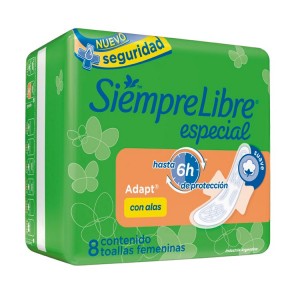 NUEVO
seguridad
SiempreLibre®
especial
hasta
6h
de protección
suave
Adapt®
con alas
8 contenido
toallas femeninas